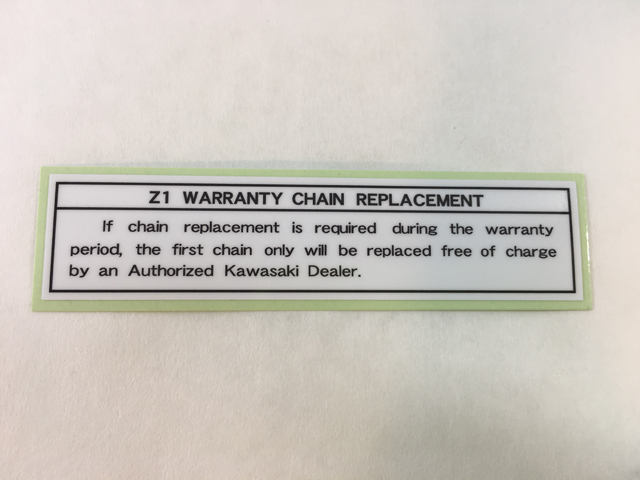 Z1 WARRANTY CHAIN REPLACEMENT
If chain replacement is required during the warranty
period, the first chain only will be replaced free of charge
by an Authorized Kawasaki Dealer.